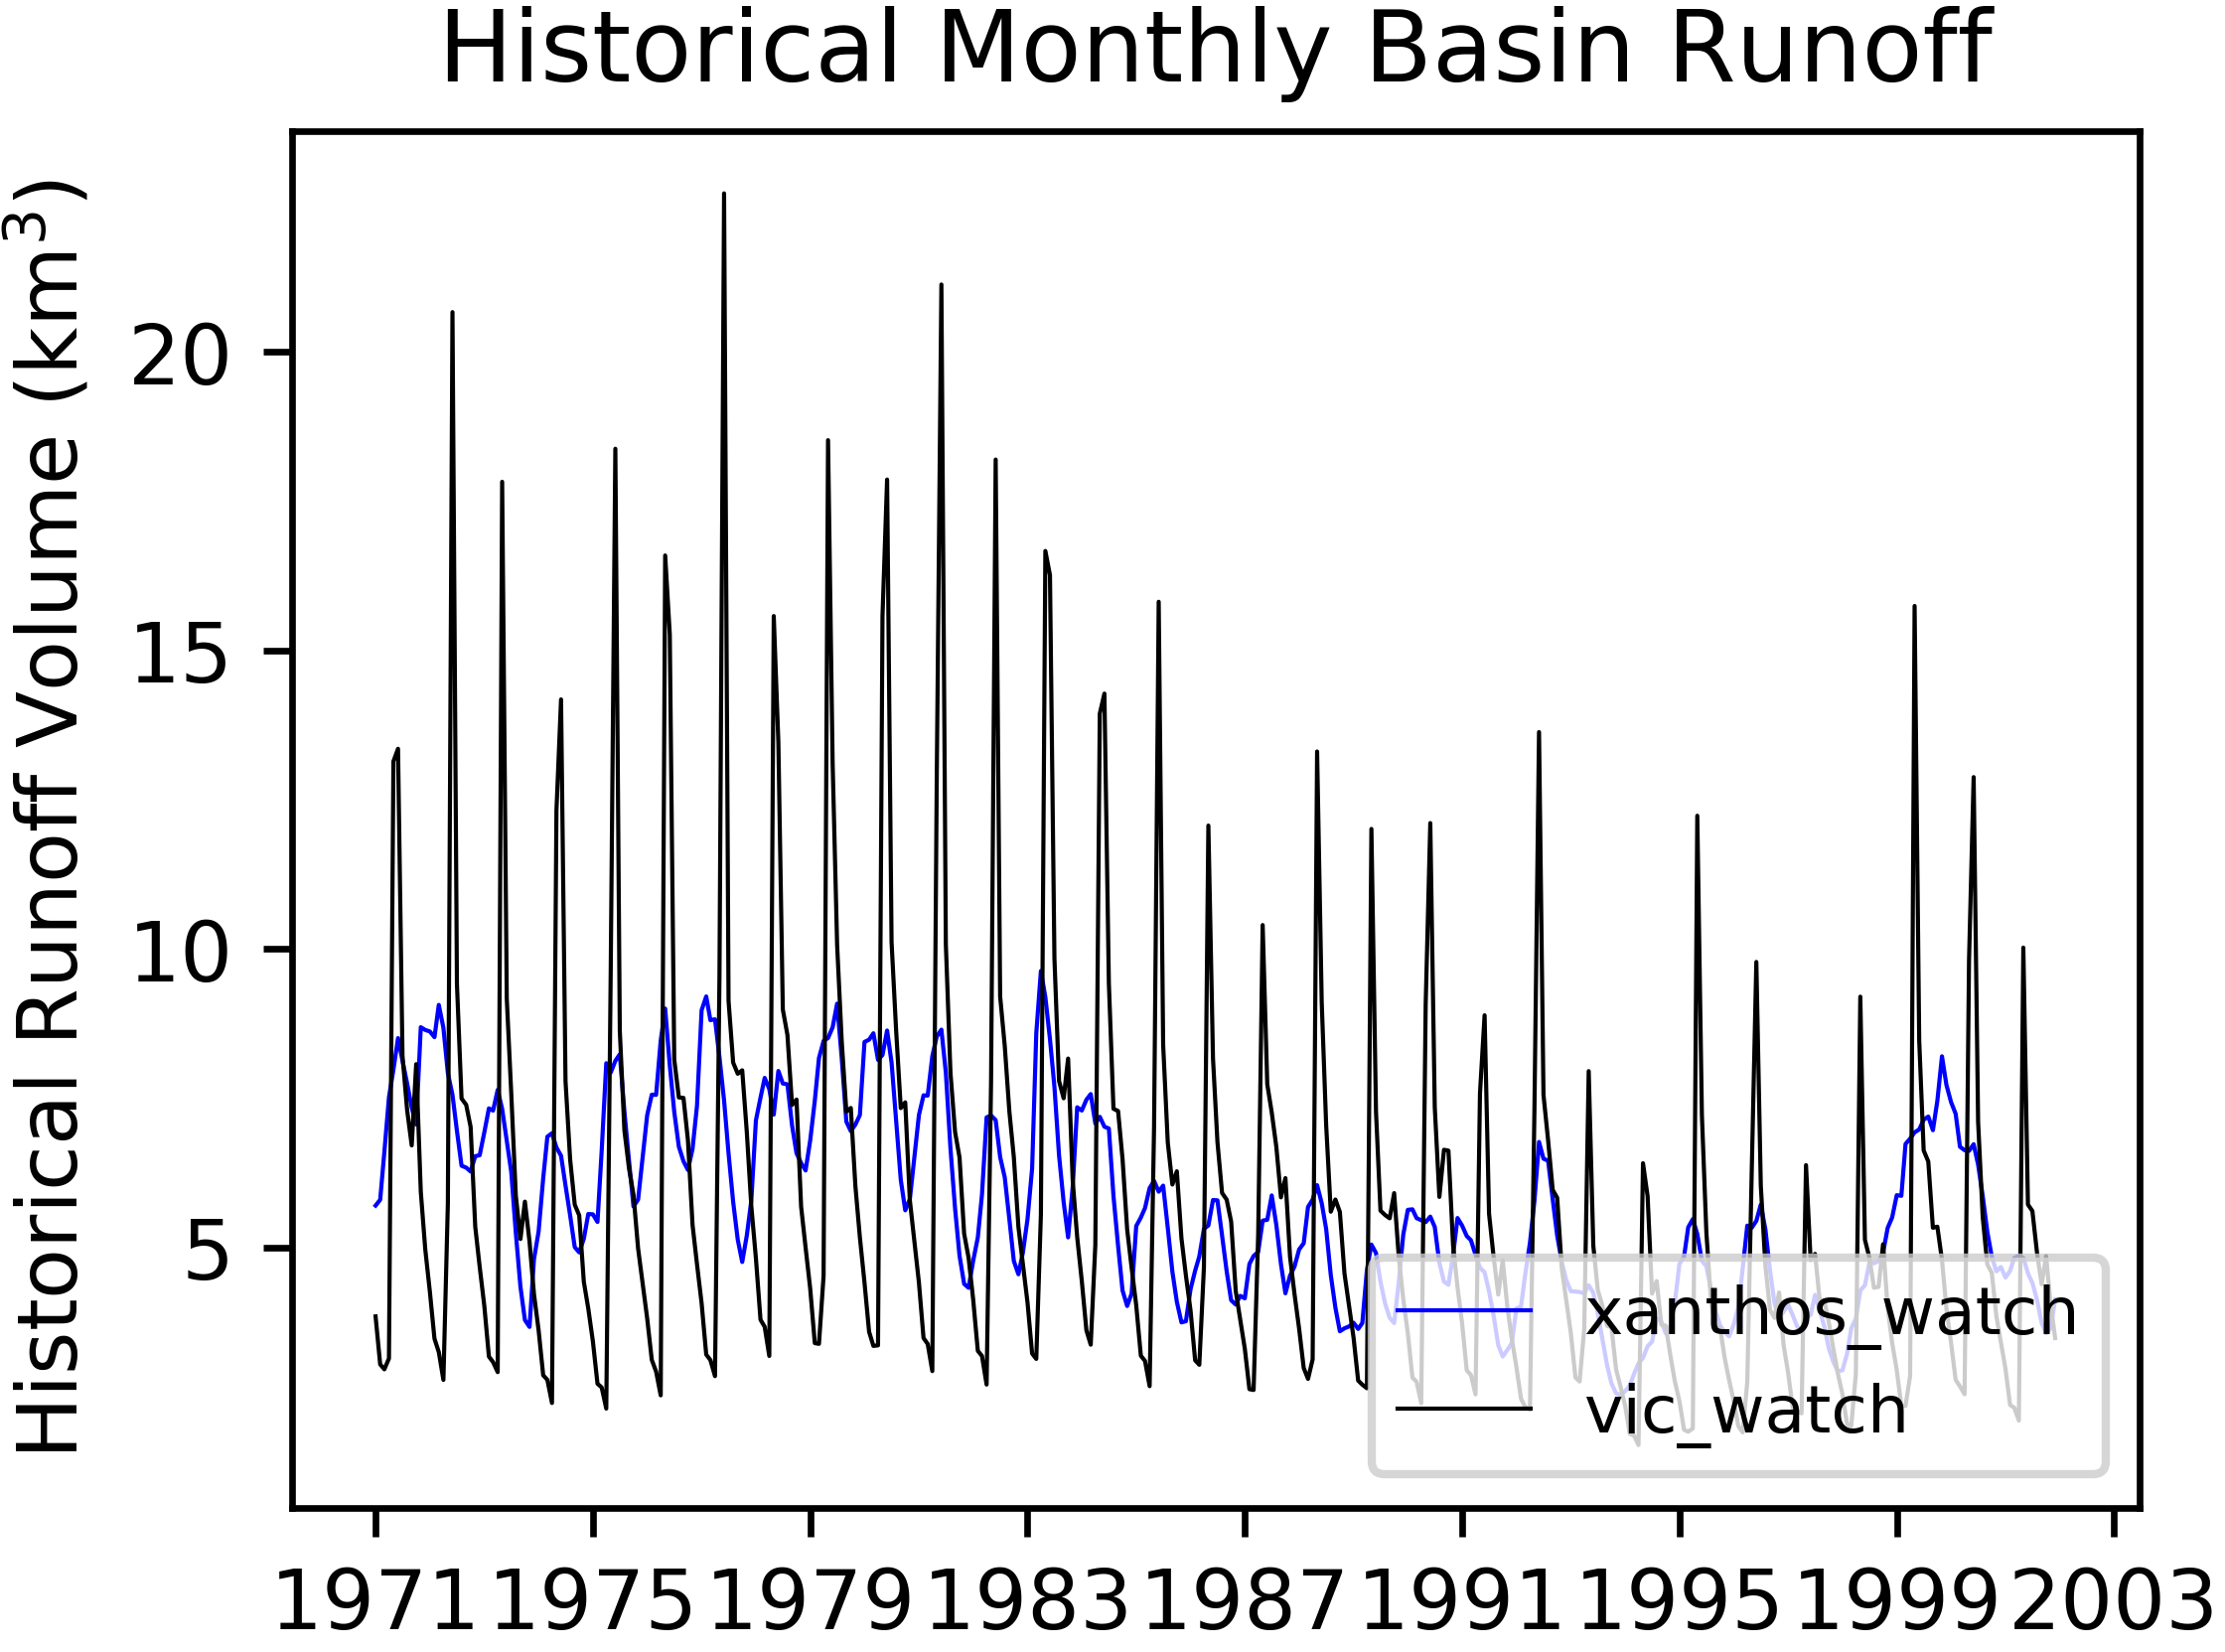 Historical Monthly Basin Runoff
Historical Runoff Volume (km³)
20
15
10
5
xanthos_watch
vic_watch
1971 1975 1979 1983 1987 1991 1995 1999 2003